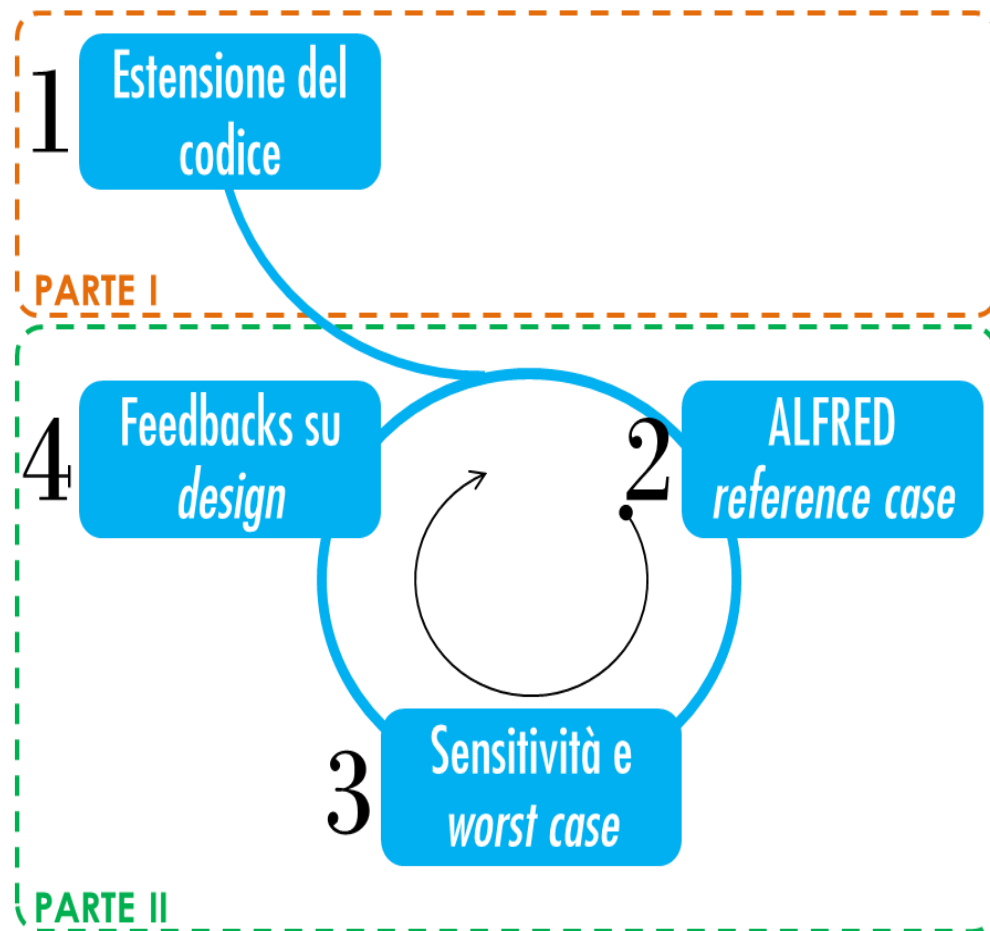 1
Estensione del
codice
PARTE I
4
Feedbacks su
design
2
ALFRED
reference case
3
Sensitività e
worst case
PARTE II